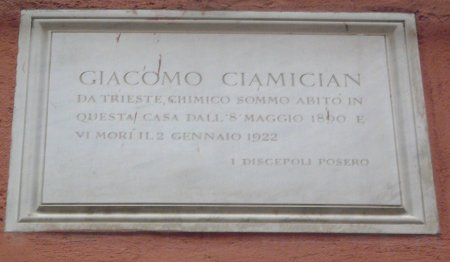 GIACOMO CIAMICIAN
DA TRIESTE, CHIMICO SOMMO ABITÒ IN
QUESTA CASA DALL'8 MAGGIO 1890 E
VI MORÌ IL 2 GENNAIO 1922
I DISCEPOLI POSERO